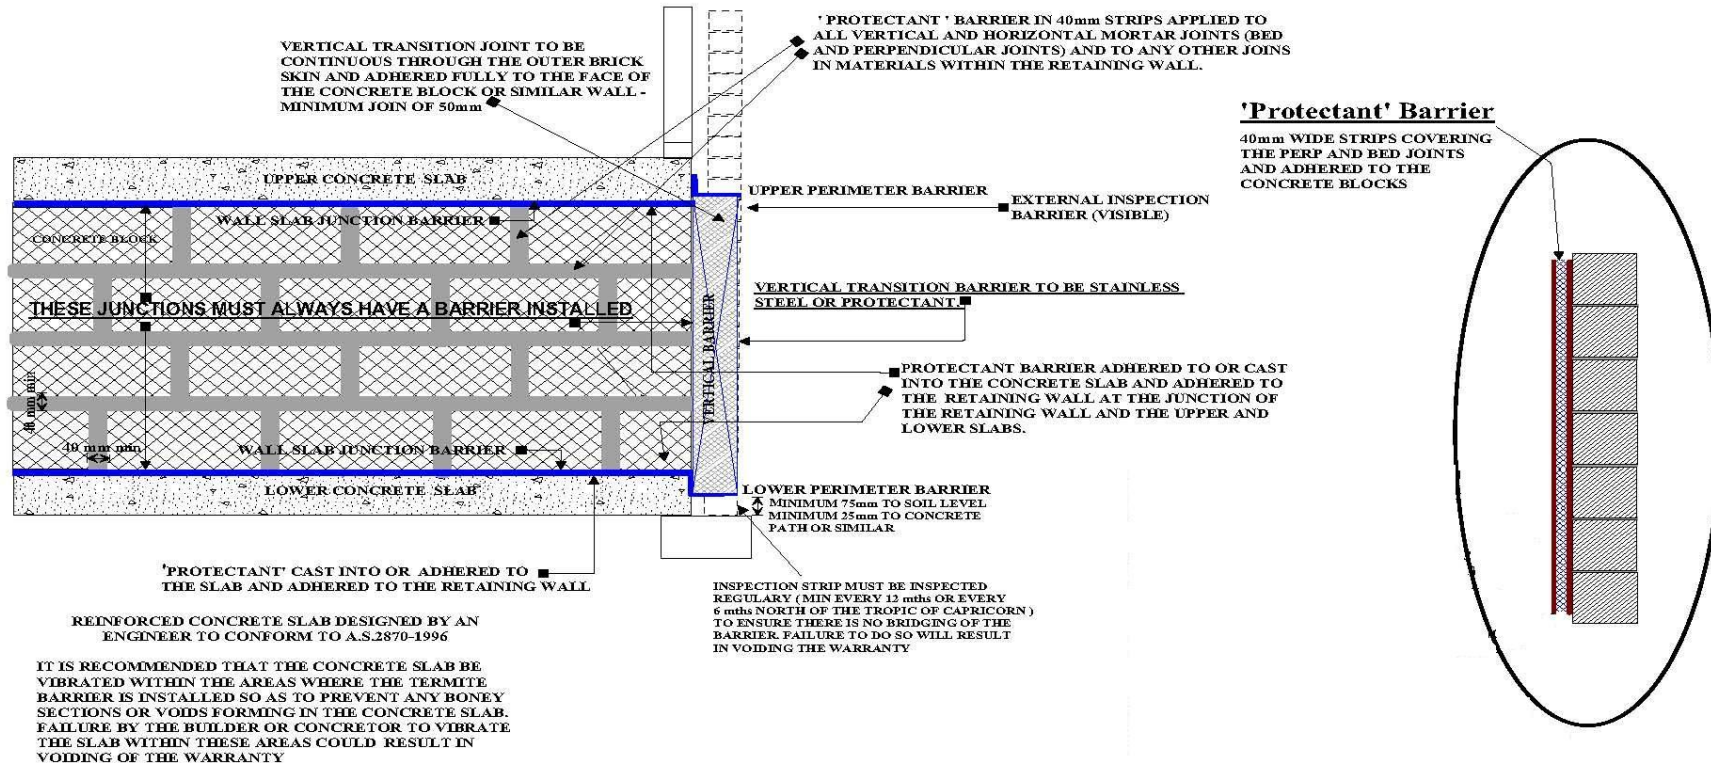 ' PROTECTANT ' BARRIER IN 40mm STRIPS APPLIED TO
ALL VERTICAL AND HORIZONTAL MORTAR JOINTS (BED
AND PERPENDICULAR JOINTS) AND TO ANY OTHER JOINS
IN MATERIALS WITHIN THE RETAINING WALL.
VERTICAL TRANSITION JOINT TO BE
CONTINUOUS THROUGH THE OUTER BRICK
SKIN AND ADHERED FULLY TO THE FACE OF
THE CONCRETE BLOCK OR SIMILAR WALL -
MINIMUM JOIN OF 50mm
'Protectant' Barrier
40mm WIDE STRIPS COVERING
THE PERP AND BED JOINTS
AND ADHERED TO THE
CONCRETE BLOCKS
UPPER CONCRETE SLAB
UPPER PERIMETER BARRIER
EXTERNAL INSPECTION
BARRIER (VISIBLE)
WALL SLAB JUNCTION BARRIER
CONCRETE BLOCK
THESE JUNCTIONS MUST ALWAYS HAVE A BARRIER INSTALLED
VERTICAL TRANSITION BARRIER TO BE STAINLESS
STEEL OR PROTECTANT.
VERTICAL BARRIER
PROTECTANT BARRIER ADHERED TO OR CAST
INTO THE CONCRETE SLAB AND ADHERED TO
THE RETAINING WALL AT THE JUNCTION OF
THE RETAINING WALL AND THE UPPER AND
LOWER SLABS.
40 mm min
40 mm min
WALL SLAB JUNCTION BARRIER
LOWER CONCRETE SLAB
LOWER PERIMETER BARRIER
MINIMUM 75mm TO SOIL LEVEL
MINIMUM 25mm TO CONCRETE
PATH OR SIMILAR
'PROTECTANT' CAST INTO OR ADHERED TO
THE SLAB AND ADHERED TO THE RETAINING WALL
INSPECTION STRIP MUST BE INSPECTED
REGULARY ( MIN EVERY 12 mths OR EVERY
6 mths NORTH OF THE TROPIC OF CAPRICORN )
TO ENSURE THERE IS NO BRIDGING OF THE
BARRIER. FAILURE TO DO SO WILL RESULT
IN VOIDING THE WARRANTY
REINFORCED CONCRETE SLAB DESIGNED BY AN
ENGINEER TO CONFORM TO A.S.2870-1996
IT IS RECOMMENDED THAT THE CONCRETE SLAB BE
VIBRATED WITHIN THE AREAS WHERE THE TERMITE
BARRIER IS INSTALLED SO AS TO PREVENT ANY BONEY
SECTIONS OR VOIDS FORMING IN THE CONCRETE SLAB.
FAILURE BY THE BUILDER OR CONCRETOR TO VIBRATE
THE SLAB WITHIN THESE AREAS COULD RESULT IN
VOIDING OF THE WARRANTY